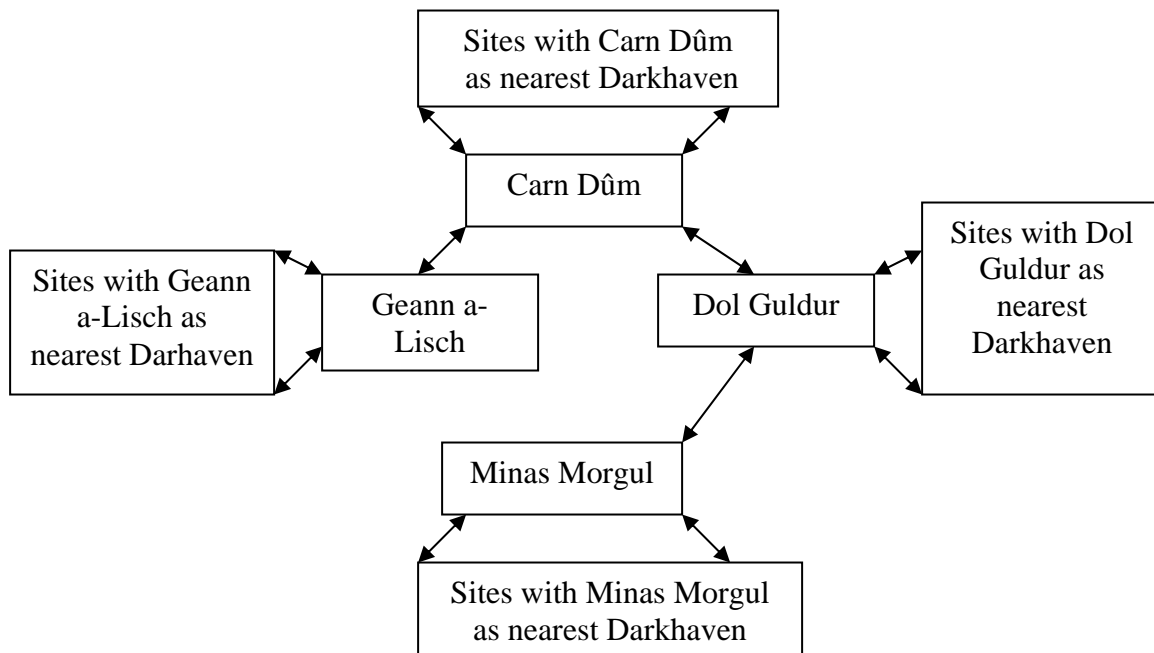 Sites with Carn Dûm
as nearest Darkhaven
Carn Dûm
Sites with Geann
a-Lisch as
nearest Darhaven
Geann a-
Lisch
Dol Guldur
Sites with Dol
Guldur as
nearest
Darkhaven
Minas Morgul
Sites with Minas Morgul
as nearest Darkhaven